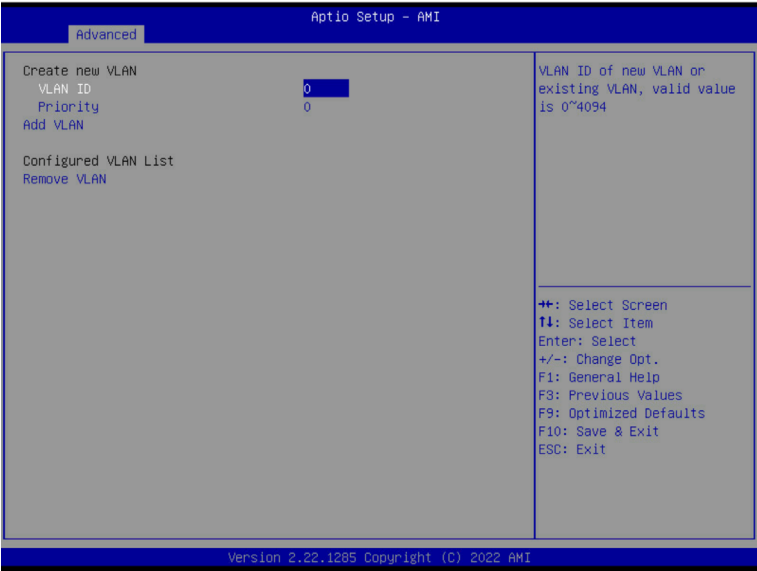 Aptio Setup - AMI
Advanced
Create new VLAN
VLAN ID 0
Priority 0
Add VLAN
Configured VLAN List
Remove VLAN
VLAN ID of new VLAN or
existing VLAN, valid value
is 0~4094
→←: Select Screen
↑↓: Select Item
Enter: Select
+/-: Change Opt.
F1: General Help
F3: Previous Values
F9: Optimized Defaults
F10: Save & Exit
ESC: Exit
Version 2.22.1285 Copyright (C) 2022 AMI